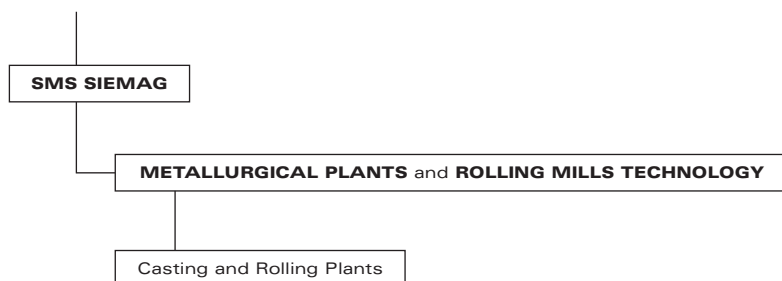 SMS SIEMAG
METALLURGICAL PLANTS and ROLLING MILLS TECHNOLOGY
Casting and Rolling Plants